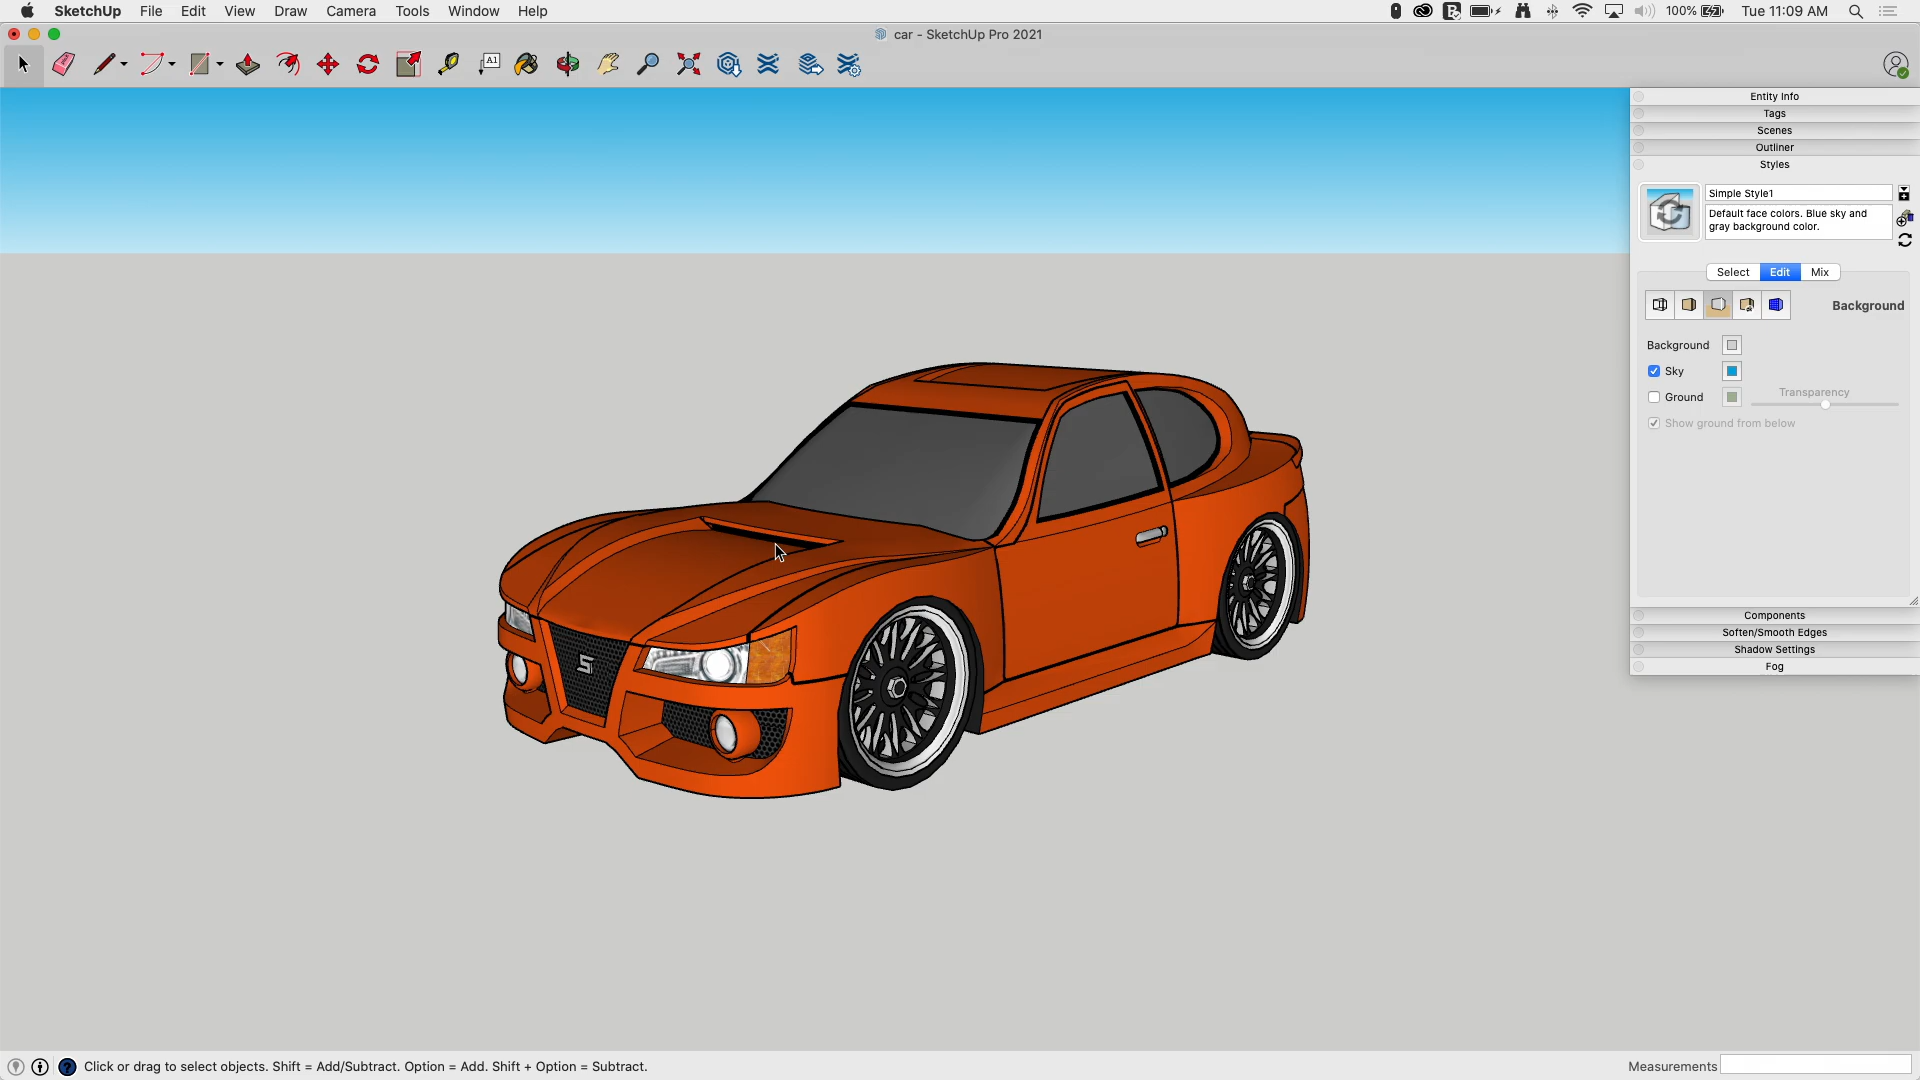 SketchUp File Edit View Draw Camera Tools Window Help 100% Tue 11:09 AM
car - SketchUp Pro 2021
A1
Entity Info
Tags
Scenes
Outliner
Styles
Simple Style1
Default face colors. Blue sky and
gray background color.
Select Edit Mix
Background
Background
Sky
Transparency
Ground
Show ground from below
Components
Soften/Smooth Edges
Shadow Settings
Fog
S
Click or drag to select objects. Shift = Add/Subtract. Option = Add. Shift + Option = Subtract.
Measurements